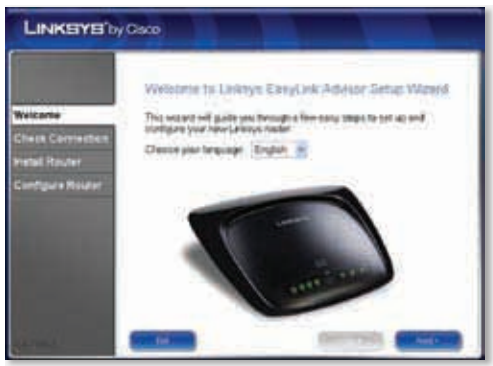 LINKSYS® by Cisco
Welcome to Linksys EasyLink Advisor Setup Wizard
Welcome
This wizard will guide you through a few easy steps to set up and
configure your new Linksys router.
Check Connection
Choose your language English
Install Router
Configure Router
LINKSYS
Exit
Next